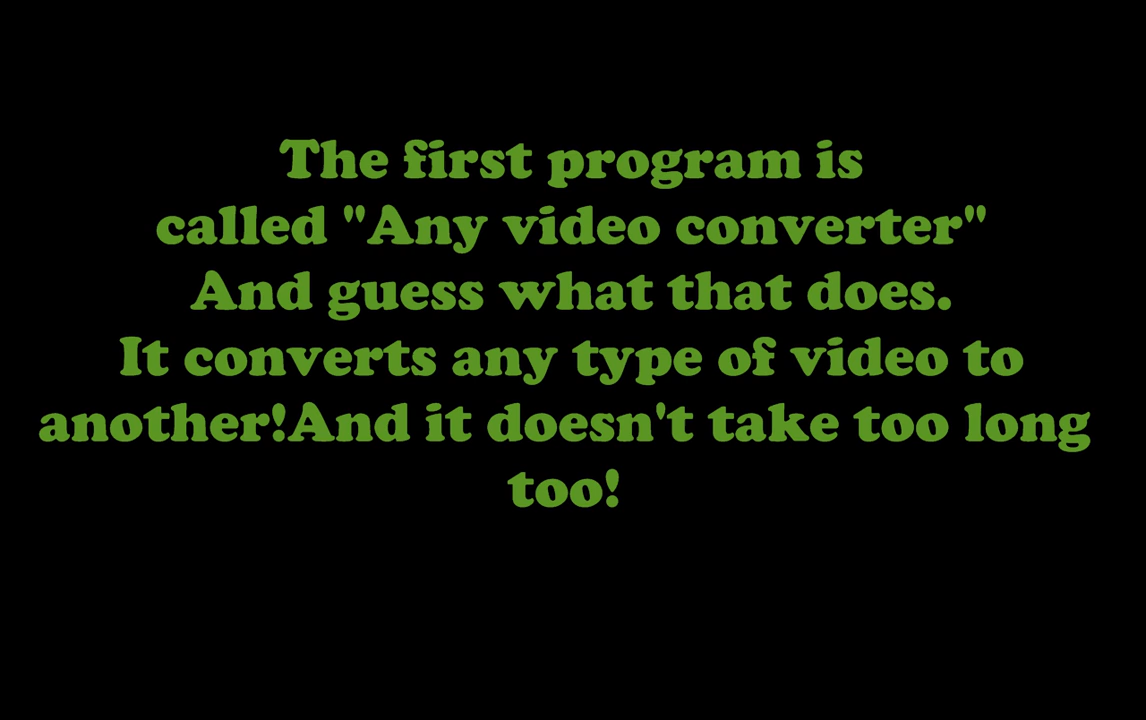 The first program is
called "Any video converter"
And guess what that does.
It converts any type of video to
another!And it doesn't take too long
too!